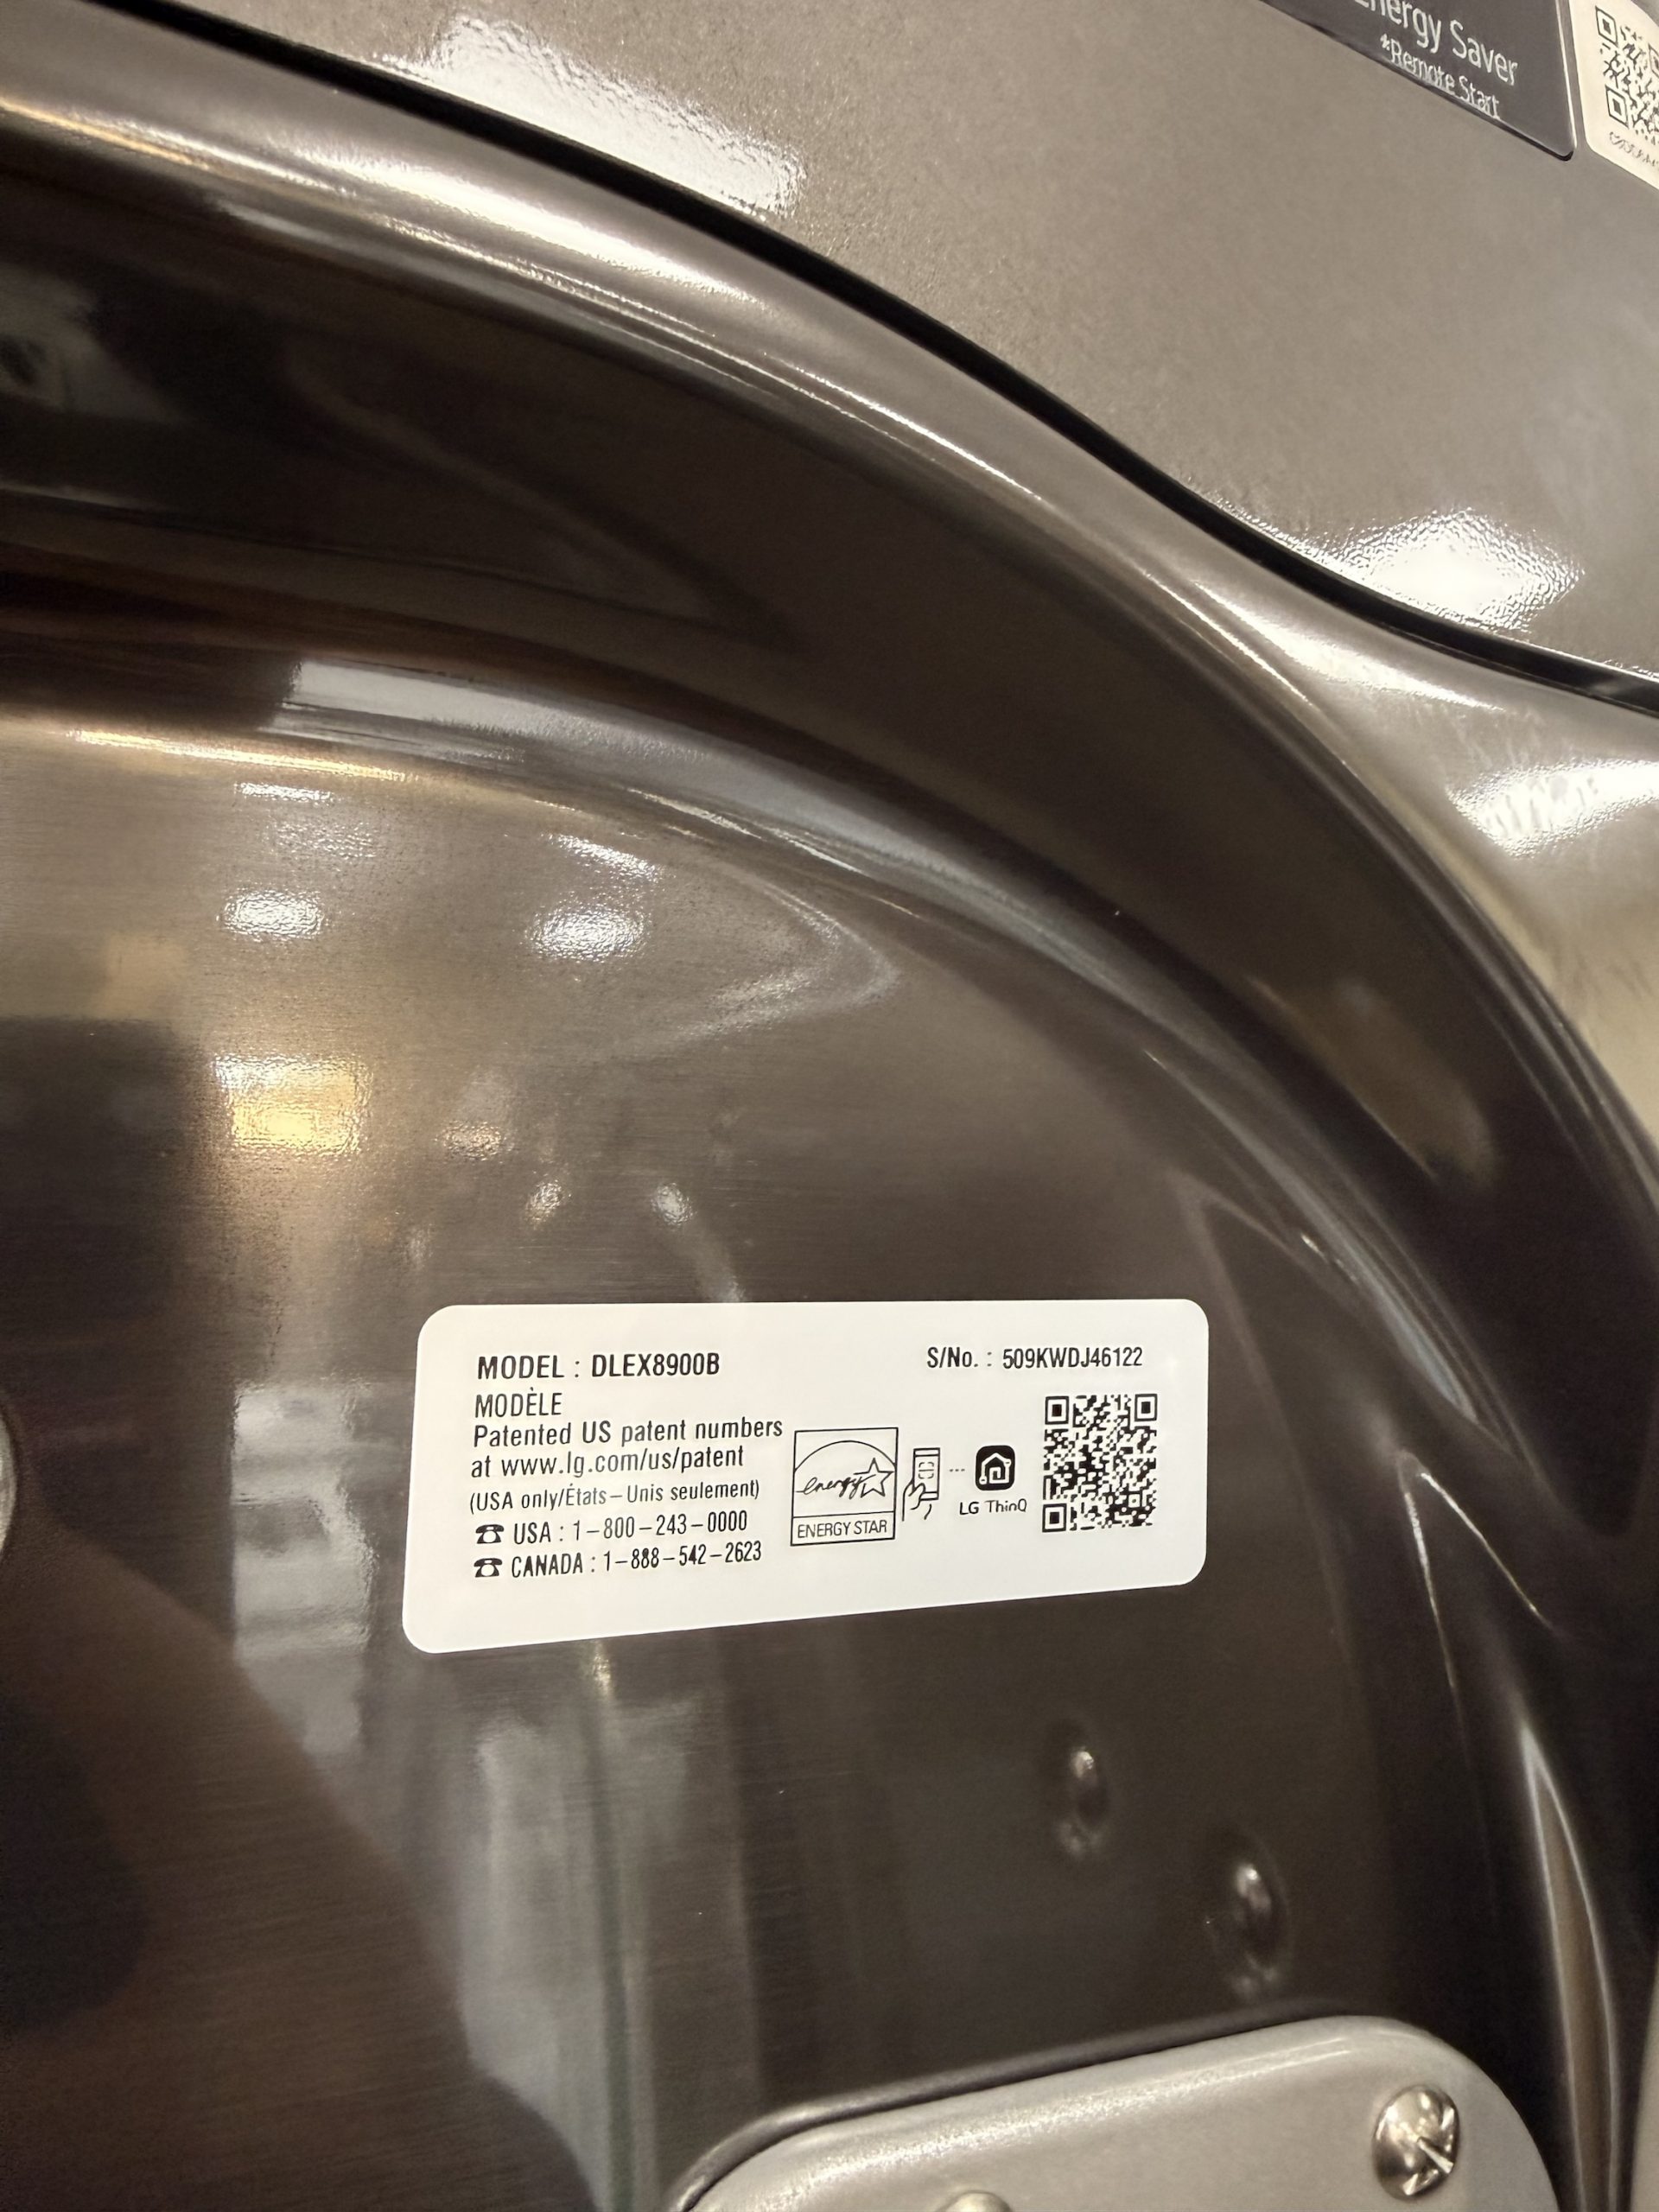 Energy Saver
*Remote Start
MODEL : DLEX8900B
MODÈLE
S/No. : 509KWDJ46122
Patented US patent numbers
at www.lg.com/us/patent
(USA only/États-Unis seulement)
☎ USA : 1-800-243-0000
☎ CANADA : 1-888-542-2623
energy
ENERGY STAR
LG ThinQ